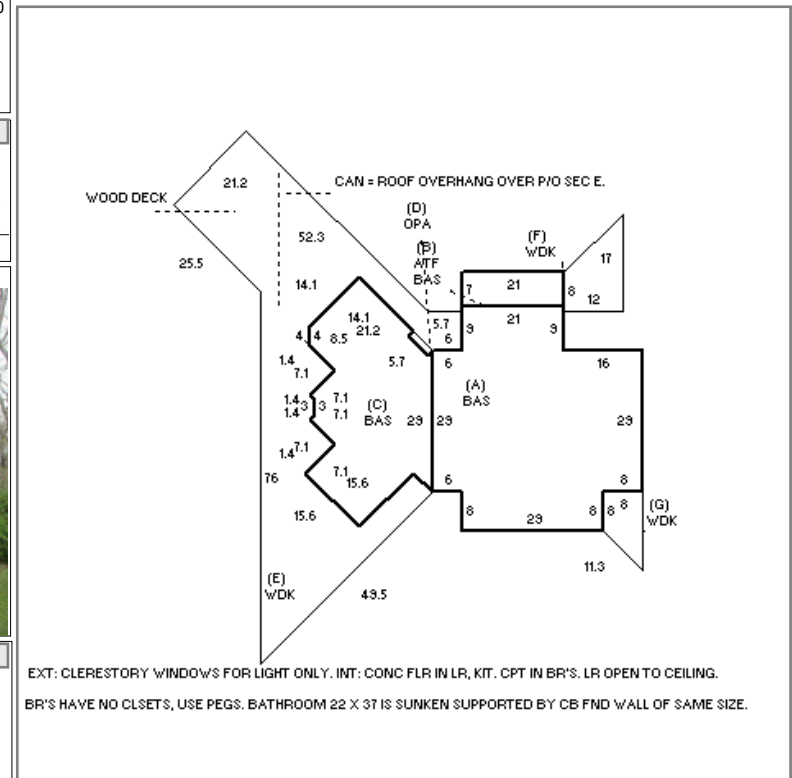 21.2
CAN = ROOF OVERHANG OVER P/O SEC E.
WOOD DECK
(D)
OPA
52.3
(B)
ATF
BAS
(F)
WDK
17
25.5
14.1
7
21
8
12
14.1
21.2
5.7
9
21
9
4
4
8.5
6
1.4
7.1
5.7
6
16
(A)
BAS
1.4
3
3
7.1
1.4
7.1
(C)
BAS
29
29
29
1.4
7.1
76
7.1
15.6
6
8
15.6
8
29
8
8
8
(G)
WDK
11.3
(E)
WDK
49.5
EXT: CLERESTORY WINDOWS FOR LIGHT ONLY. INT: CONC FLR IN LR, KIT. CPT IN BR'S. LR OPEN TO CEILING.
BR'S HAVE NO CLSETS, USE PEGS. BATHROOM 22 X 37 IS SUNKEN SUPPORTED BY CB FND WALL OF SAME SIZE.